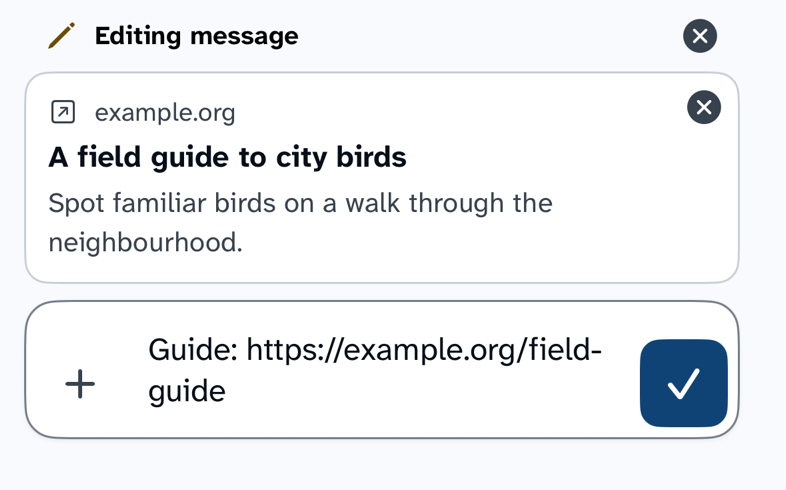 Editing message
example.org
A field guide to city birds
Spot familiar birds on a walk through the
neighbourhood.
Guide: https://example.org/field-
guide